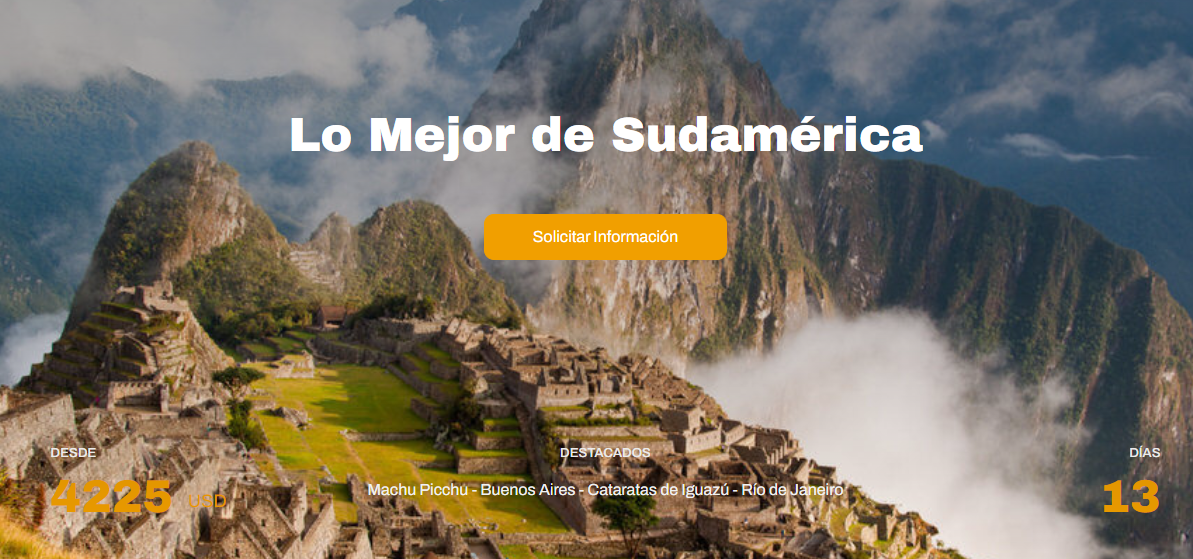 Lo Mejor de Sudamérica
Solicitar Información
DESDE
4225 USD
DESTACADOS
Machu Picchu - Buenos Aires - Cataratas de Iguazú - Río de Janeiro
DÍAS
13